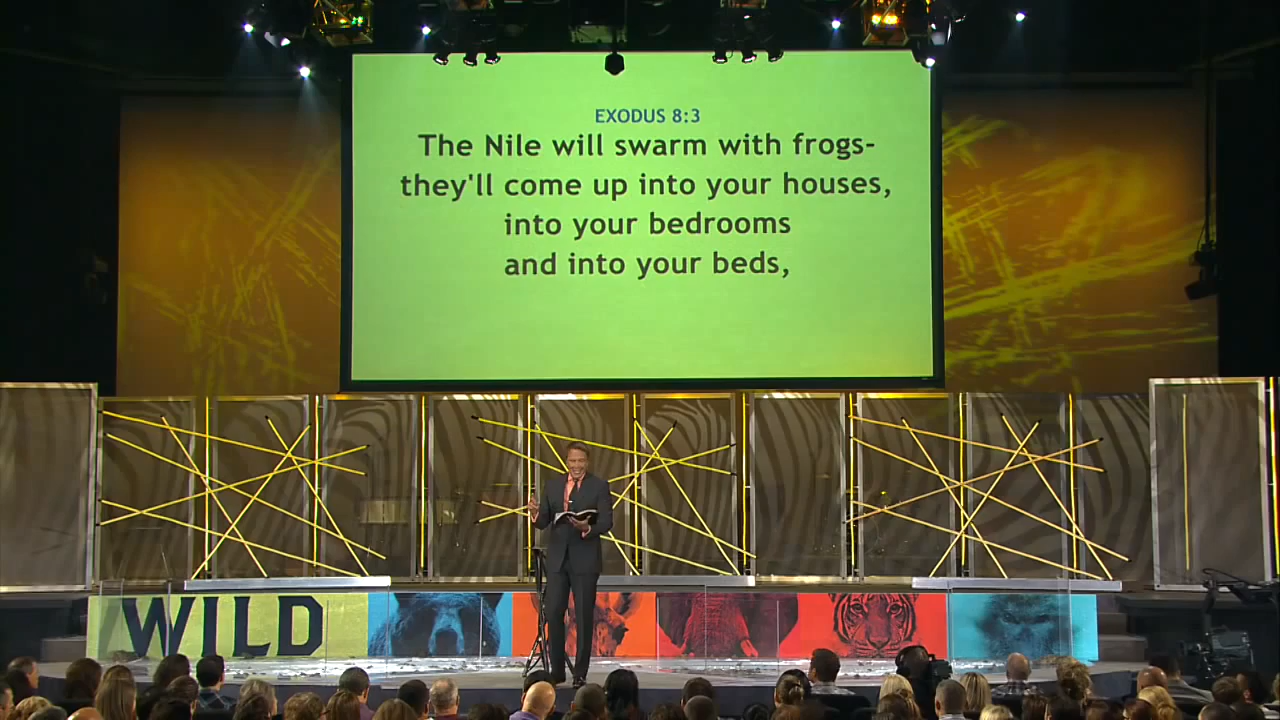 EXODUS 8:3
The Nile will swarm with frogs-
they'll come up into your houses,
into your bedrooms
and into your beds,
WILD